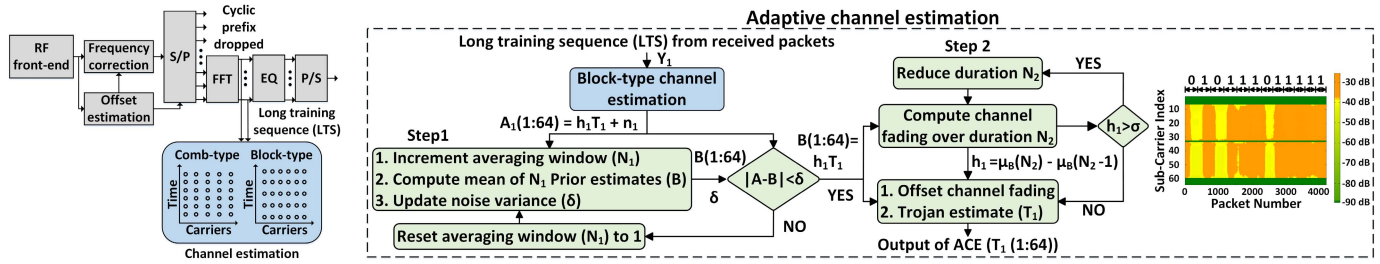 RF
front-end
Frequency
correction
Offset
estimation
S/P
Cyclic
prefix
dropped
FFT
EQ
P/S
Long training
sequence (LTS)
Comb-type
Block-type
Time
Time
Carriers
Carriers
Channel estimation
Adaptive channel estimation
Long training sequence (LTS) from received packets
Y₁
Block-type channel
estimation
A₁(1:64) = h₁T₁ + n₁
Step1
1. Increment averaging window (N₁)
2. Compute mean of N₁ Prior estimates (B)
3. Update noise variance (δ)
B(1:64)
δ
|A-B|<δ
NO
Reset averaging window (N₁) to 1
B(1:64)=
h₁T₁
YES
Step 2
Reduce duration N₂
YES
Compute channel
fading over duration N₂
h₁>σ
h₁=μ_B(N₂) - μ_B(N₂-1)
1. Offset channel fading
2. Trojan estimate (T₁)
NO
Output of ACE (T₁ (1:64))
0 1 0 1 1 1 0 1 1 1 1 1
Sub-Carrier Index
10
20
30
40
50
60
0 2000 4000
Packet Number
-30 dB
-40 dB
-50 dB
-60 dB
-70 dB
-80 dB
-90 dB